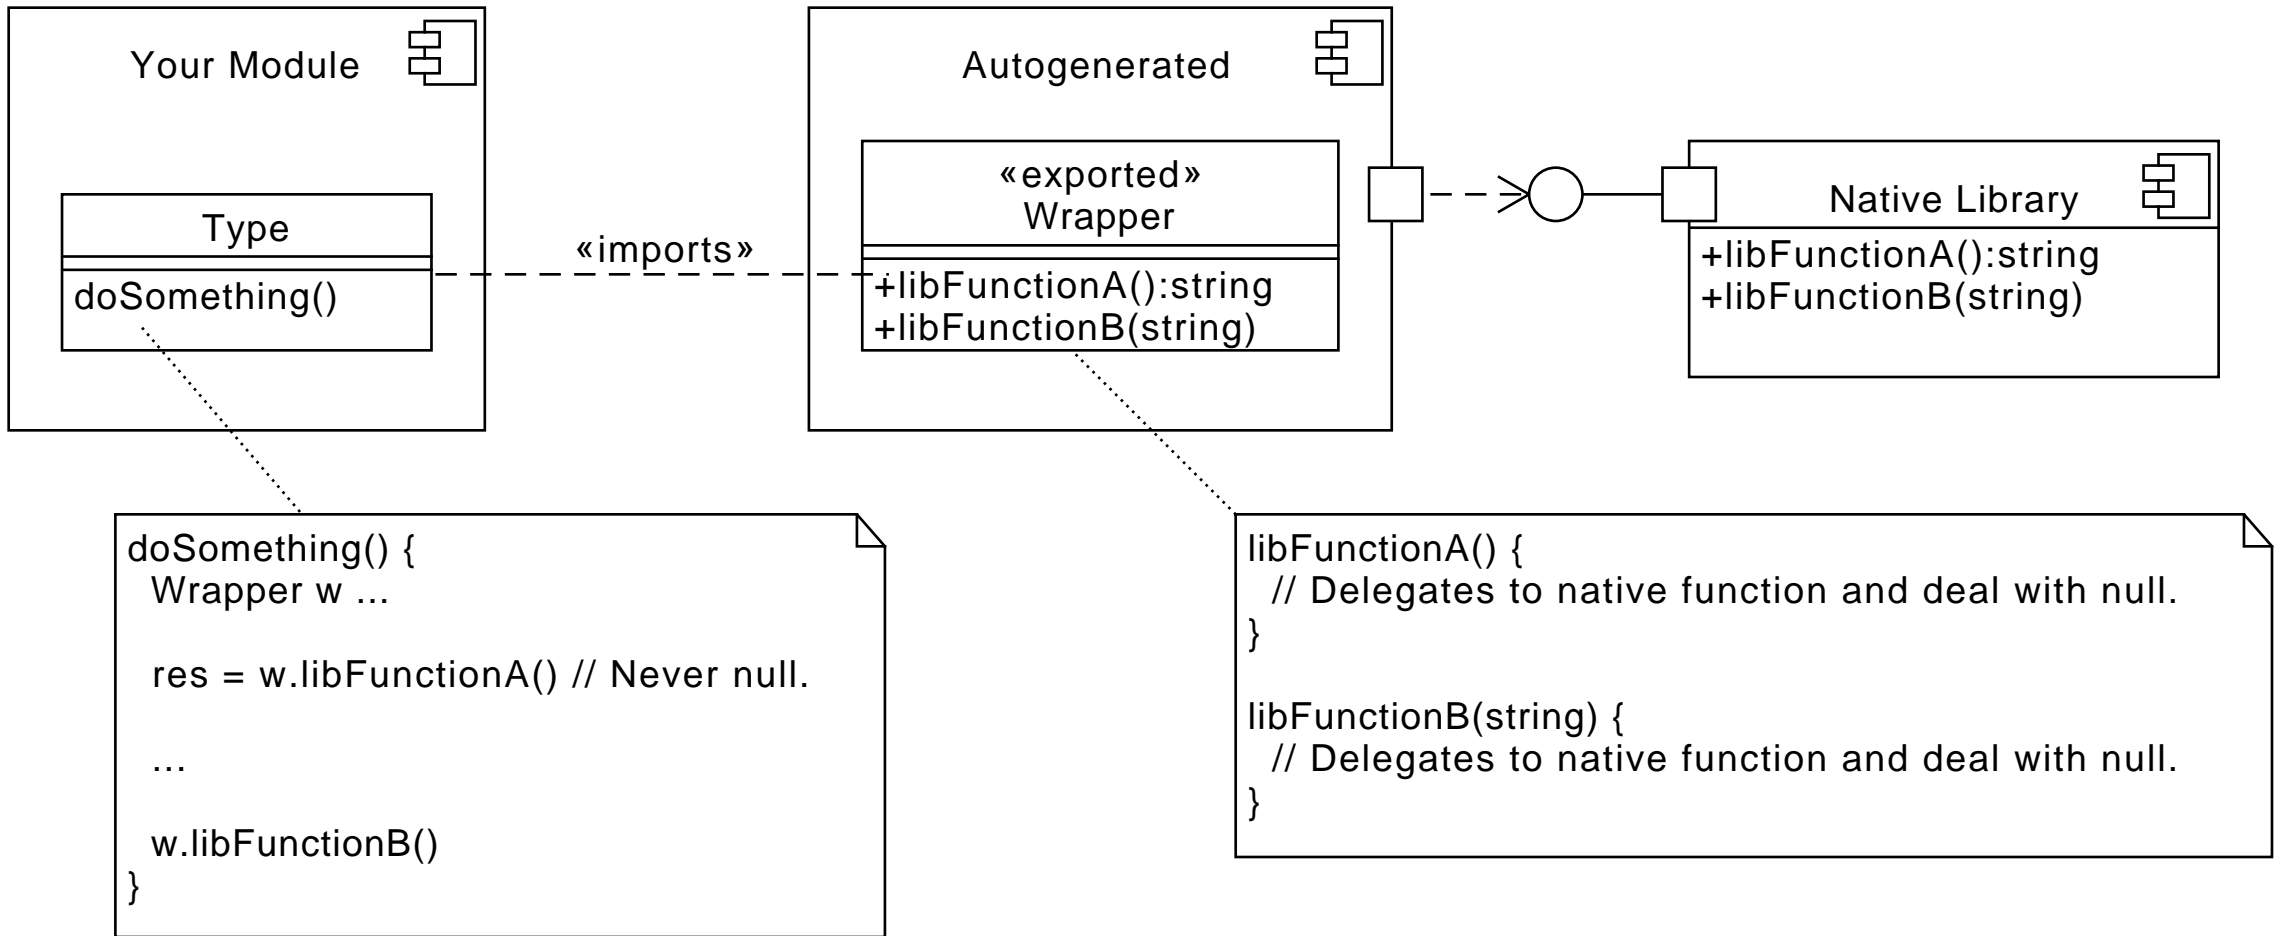 Your Module
Type
doSomething()
«imports»
Autogenerated
«exported»
Wrapper
+libFunctionA():string
+libFunctionB(string)
Native Library
+libFunctionA():string
+libFunctionB(string)
doSomething() {
Wrapper w ...
res = w.libFunctionA() // Never null.
...
w.libFunctionB()
}
libFunctionA() {
// Delegates to native function and deal with null.
}
libFunctionB(string) {
// Delegates to native function and deal with null.
}